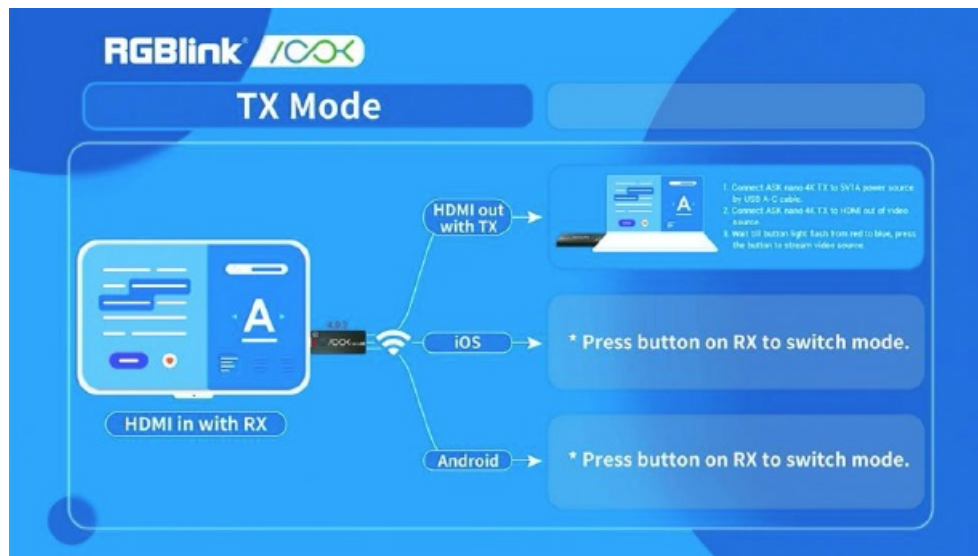 RGBlink ASK
TX Mode
HDMI out
with TX
1. Connect ASK nano 4K TX to 5V1A power source
by USB A-C cable.
2. Connect ASK nano 4K TX to HDMI out of video
source.
3. Wait till button light flash from red to blue, press
the button to stream video source.
A
A
iOS
* Press button on RX to switch mode.
HDMI in with RX
Android
* Press button on RX to switch mode.